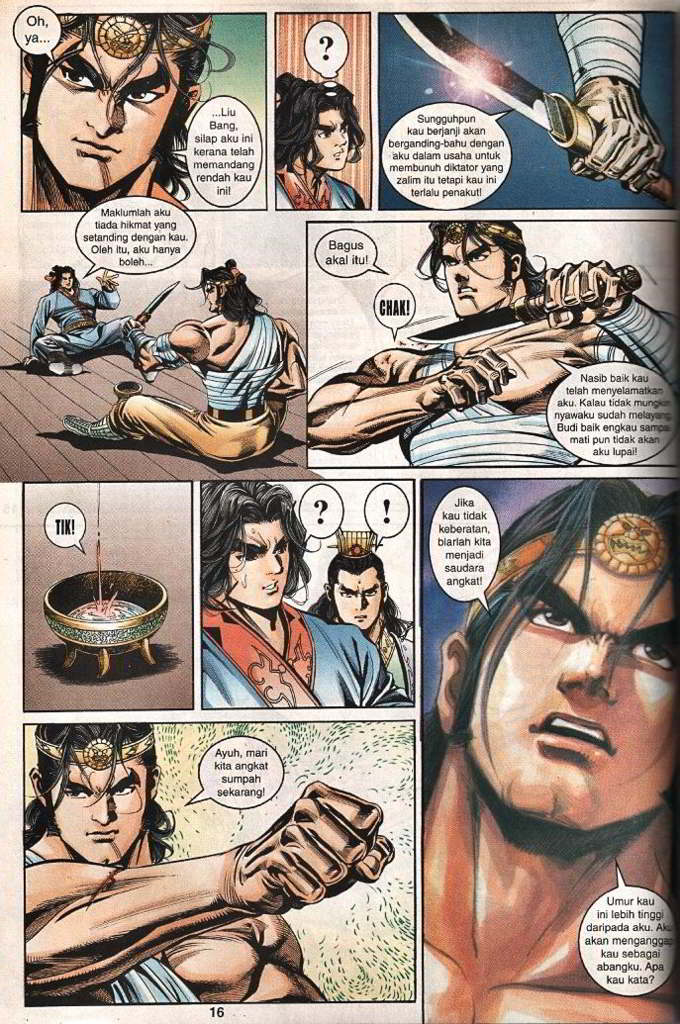 Oh,
ya...
...Liu
Bang,
silap aku ini
kerana telah
memandang
rendah kau
ini!
?
Sungguhpun
kau berjanji akan
berganding-bahu dengan
aku dalam usaha untuk
membunuh diktator yang
zalim itu tetapi kau ini
terlalu penakut!
Maklumlah aku
tiada hikmat yang
setanding dengan kau.
Oleh itu, aku hanya
boleh...
Bagus
akal itu!
CHAK!
Nasib baik kau
telah menyelamatkan
aku. Kalau tidak mungkin
nyawaku sudah melayang.
Budi baik engkau sampai
mati pun tidak akan
aku lupai!
TIK!
?
!
Jika
kau tidak
keberatan,
biarlah kita
menjadi
saudara
angkat!
Ayuh, mari
kita angkat
sumpah
sekarang!
Umur kau
ini lebih tinggi
daripada aku. Aku
akan menganggap
kau sebagai
abangku. Apa
kau kata?
16